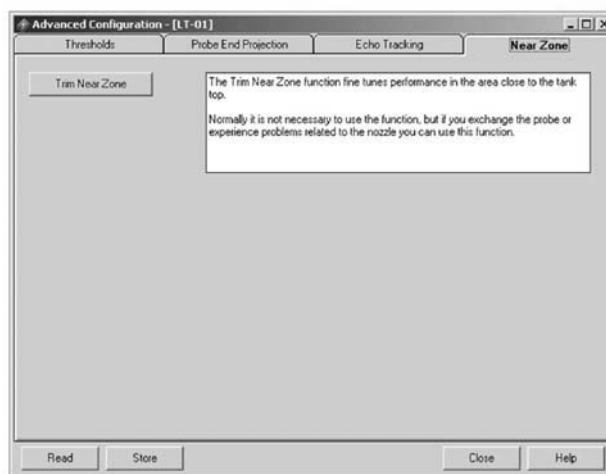 Advanced Configuration - [LT-01]
Thresholds Probe End Projection Echo Tracking Near Zone
Trim Near Zone
The Trim Near Zone function fine tunes performance in the area close to the tank
top.
Normally it is not necessary to use the function, but if you exchange the probe or
experience problems related to the nozzle you can use this function.
Read Store Close Help